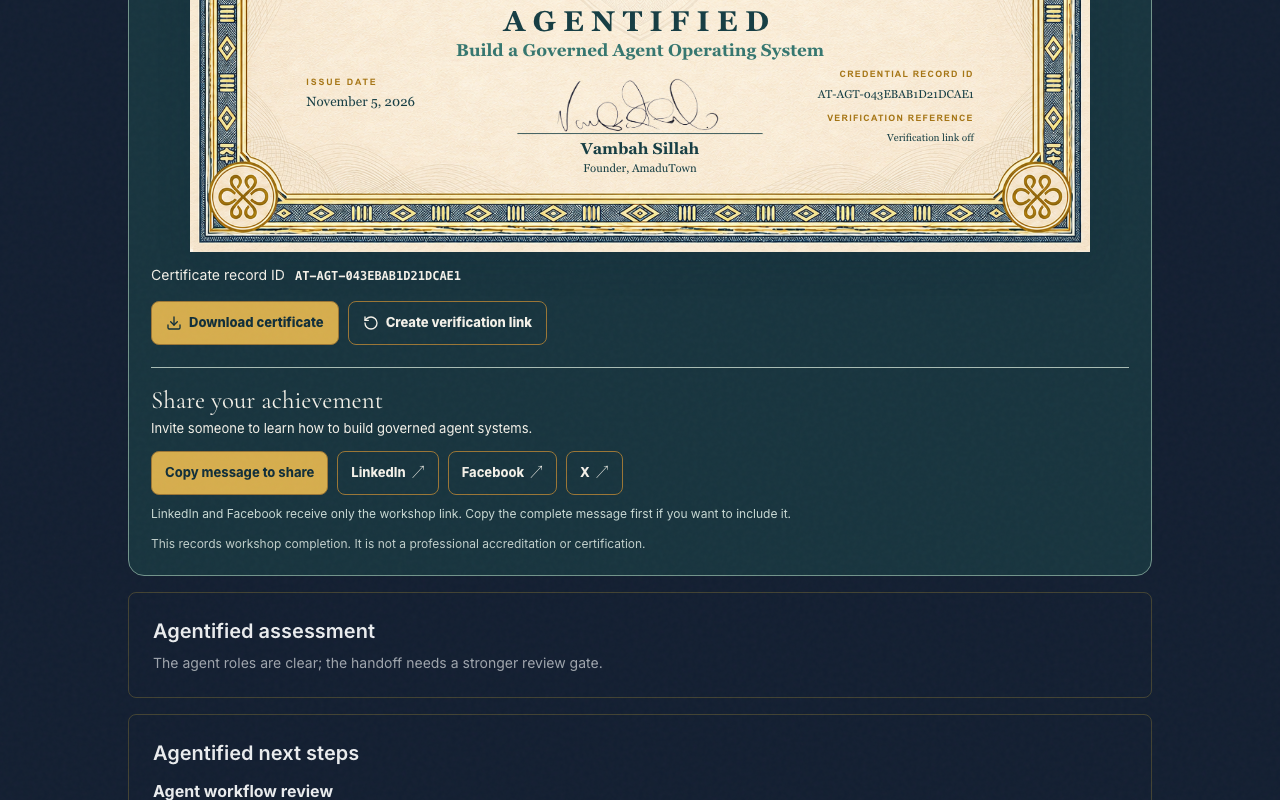 AGENTIFIED
Build a Governed Agent Operating System
ISSUE DATE
November 5, 2026
CREDENTIAL RECORD ID
AT-AGT-043EBAB1D21DCAE1
VERIFICATION REFERENCE
Verification link off
Vambah Sillah
Founder, AmaduTown
Certificate record ID AT-AGT-043EBAB1D21DCAE1
Download certificate
Create verification link
Share your achievement
Invite someone to learn how to build governed agent systems.
Copy message to share
LinkedIn ↗
Facebook ↗
X ↗
LinkedIn and Facebook receive only the workshop link. Copy the complete message first if you want to include it.
This records workshop completion. It is not a professional accreditation or certification.
Agentified assessment
The agent roles are clear; the handoff needs a stronger review gate.
Agentified next steps
Agent workflow review